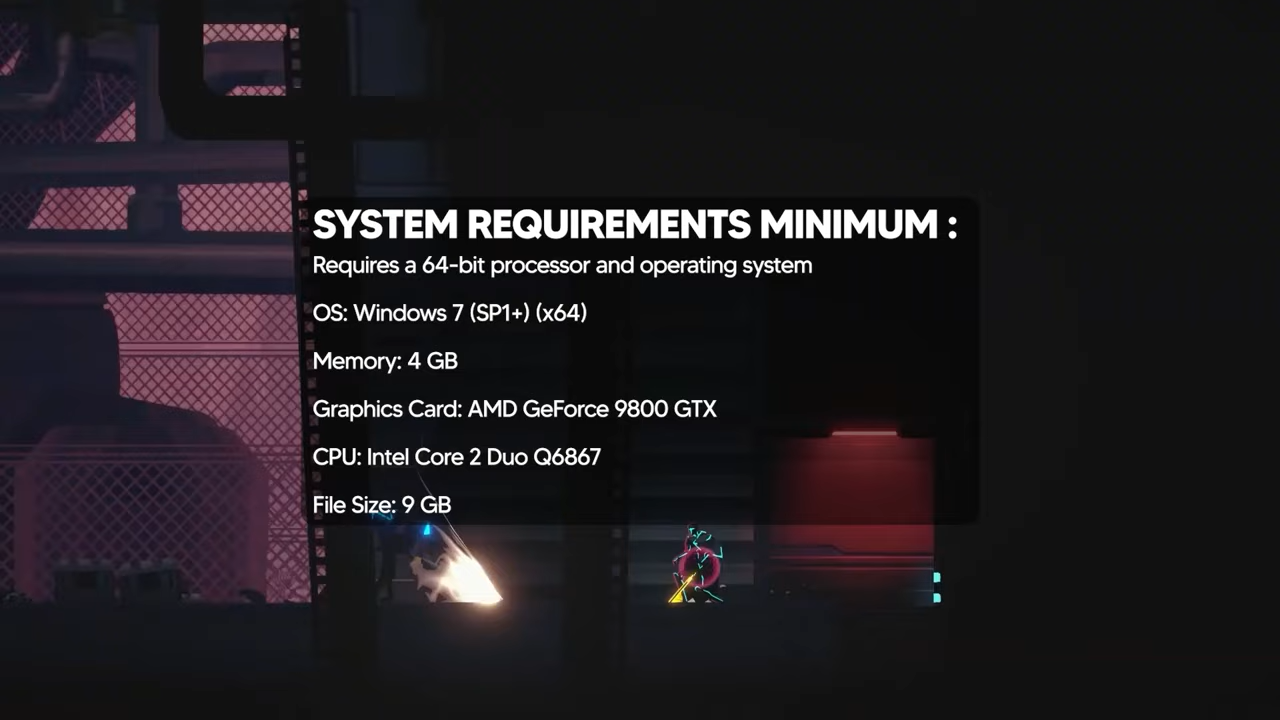 SYSTEM REQUIREMENTS MINIMUM :
Requires a 64-bit processor and operating system
OS: Windows 7 (SP1+) (x64)
Memory: 4 GB
Graphics Card: AMD GeForce 9800 GTX
CPU: Intel Core 2 Duo Q6867
File Size: 9 GB